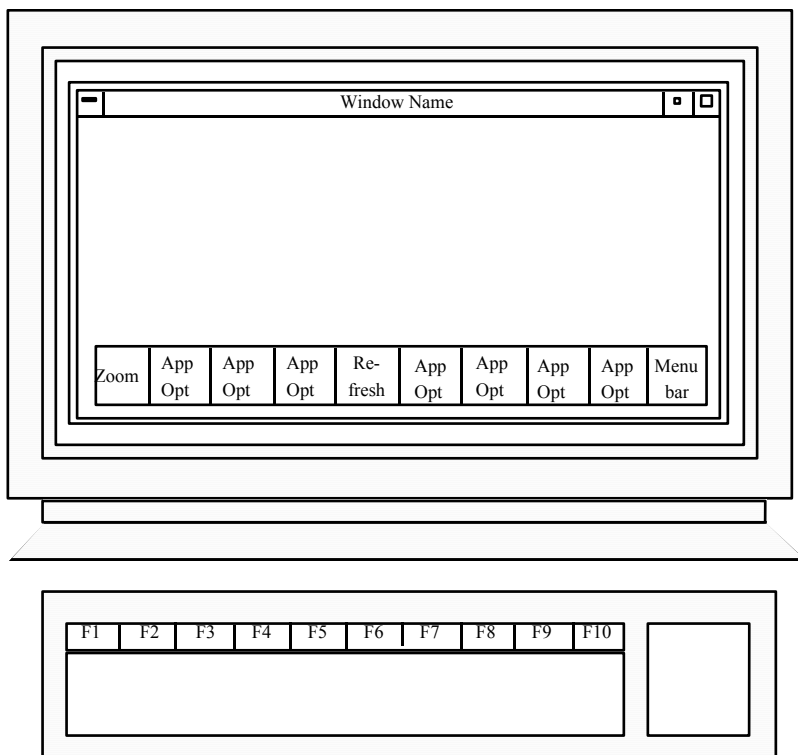 Window Name
Zoom
App
Opt
App
Opt
App
Opt
Re-
fresh
App
Opt
App
Opt
App
Opt
App
Opt
Menu
bar
F1 F2 F3 F4 F5 F6 F7 F8 F9 F10